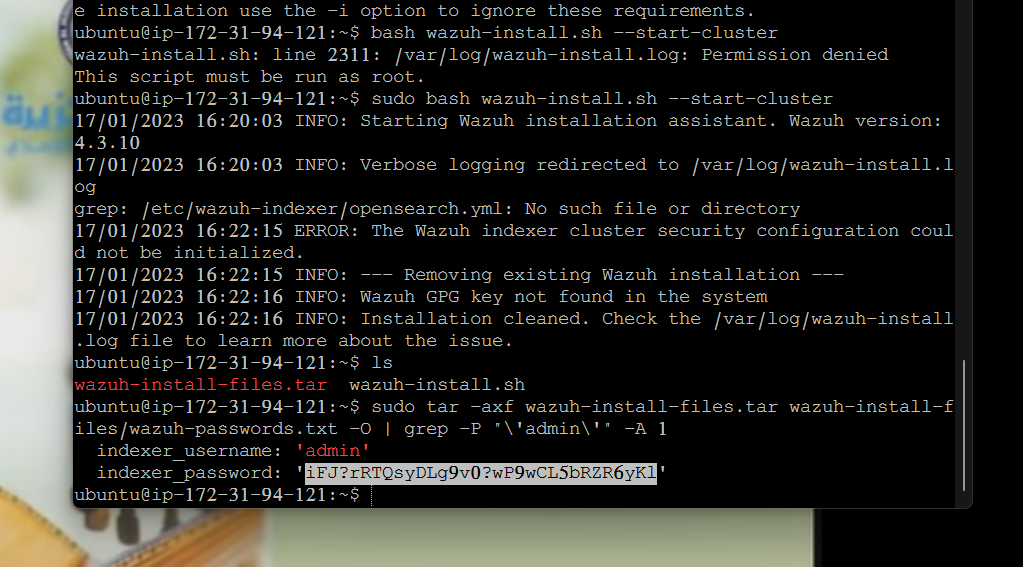 e installation use the -i option to ignore these requirements.
ubuntu@ip-172-31-94-121:~$ bash wazuh-install.sh --start-cluster
wazuh-install.sh: line 2311: /var/log/wazuh-install.log: Permission denied
This script must be run as root.
ubuntu@ip-172-31-94-121:~$ sudo bash wazuh-install.sh --start-cluster
17/01/2023 16:20:03 INFO: Starting Wazuh installation assistant. Wazuh version:
4.3.10
17/01/2023 16:20:03 INFO: Verbose logging redirected to /var/log/wazuh-install.l
og
grep: /etc/wazuh-indexer/opensearch.yml: No such file or directory
17/01/2023 16:22:15 ERROR: The Wazuh indexer cluster security configuration coul
d not be initialized.
17/01/2023 16:22:15 INFO: --- Removing existing Wazuh installation ---
17/01/2023 16:22:16 INFO: Wazuh GPG key not found in the system
17/01/2023 16:22:16 INFO: Installation cleaned. Check the /var/log/wazuh-install
.log file to learn more about the issue.
ubuntu@ip-172-31-94-121:~$ ls
wazuh-install-files.tar  wazuh-install.sh
ubuntu@ip-172-31-94-121:~$ sudo tar -axf wazuh-install-files.tar wazuh-install-f
iles/wazuh-passwords.txt -O | grep -P "\'admin\'" -A 1
  indexer_username: 'admin'
  indexer_password: 'iFJ?rRTQsyDLg9v0?wP9wCL5bRZR6yKl'
ubuntu@ip-172-31-94-121:~$